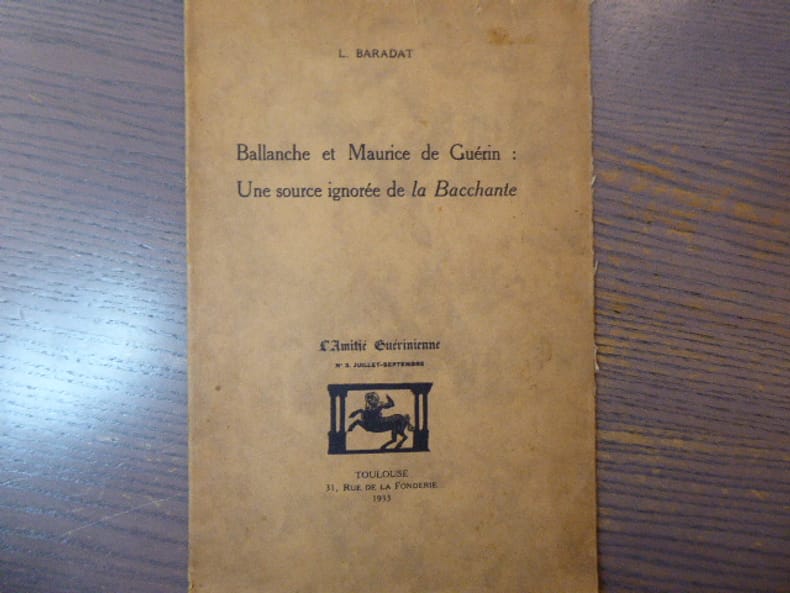 L. BARADAT
Ballanche et Maurice de Guérin :
Une source ignorée de la Bacchante
L'Amitié Guérinienne
N° 3. JUILLET-SEPTEMBRE
TOULOUSE
31, RUE DE LA FONDERIE
1933